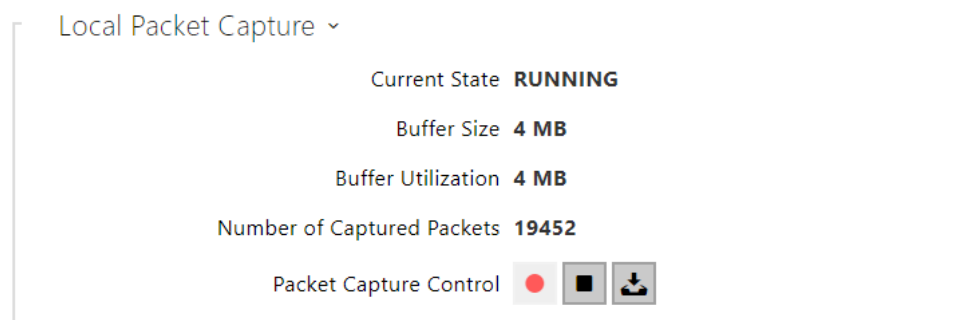 Local Packet Capture
Current State RUNNING
Buffer Size 4 MB
Buffer Utilization 4 MB
Number of Captured Packets 19452
Packet Capture Control